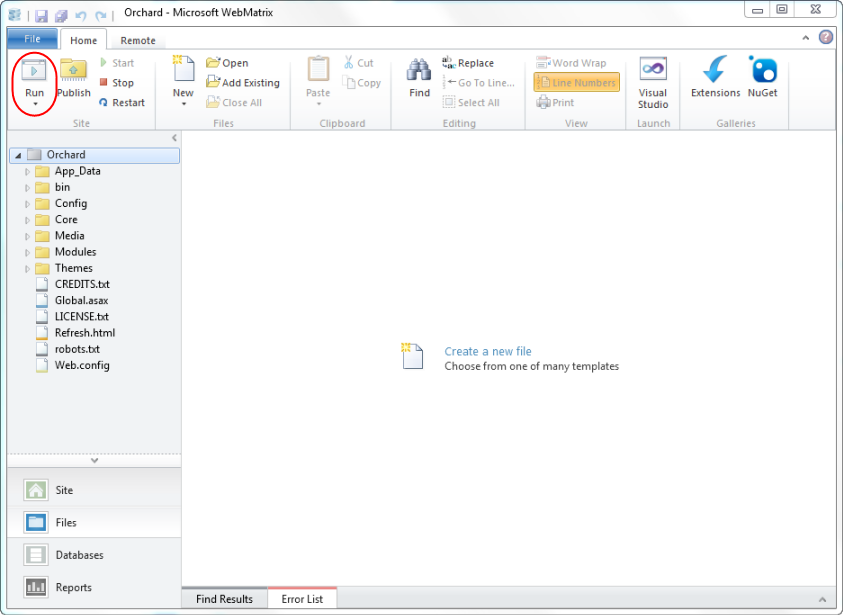 Orchard - Microsoft WebMatrix
File
Home
Remote
Run
Publish
Start
Stop
Restart
Site
New
Open
Add Existing
Close All
Files
Paste
Cut
Copy
Clipboard
Find
Replace
Go To Line...
Select All
Editing
Word Wrap
Line Numbers
Print
View
Visual
Studio
Launch
Extensions
NuGet
Galleries
Orchard
App_Data
bin
Config
Core
Media
Modules
Themes
CREDITS.txt
Global.asax
LICENSE.txt
Refresh.html
robots.txt
Web.config
Create a new file
Choose from one of many templates
Site
Files
Databases
Reports
Find Results
Error List